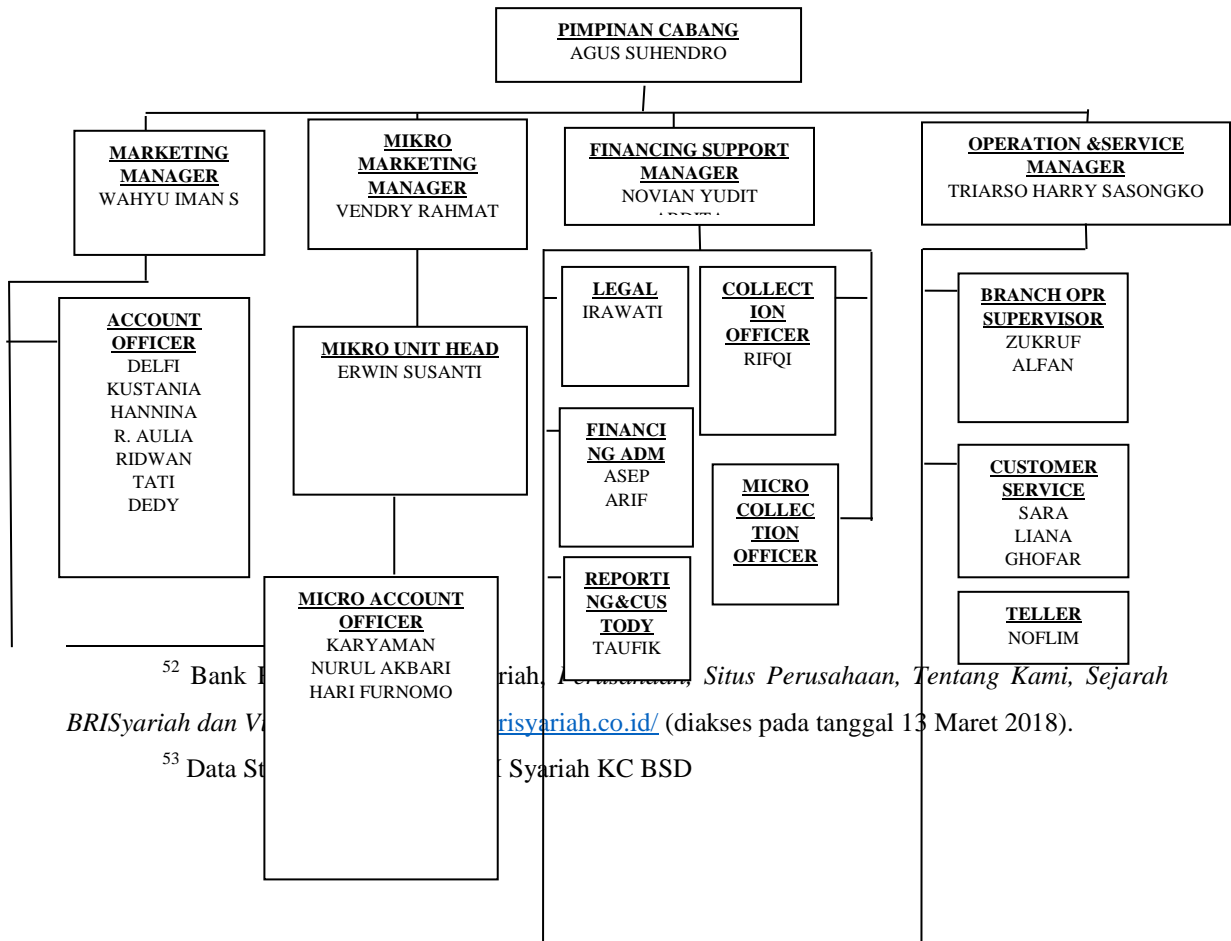 PIMPINAN CABANG
AGUS SUHENDRO
MARKETING
MANAGER
WAHYU IMAN S
MIKRO
MARKETING
MANAGER
VENDRY RAHMAT
FINANCING SUPPORT
MANAGER
NOVIAN YUDIT
OPERATION &SERVICE
MANAGER
TRIARSO HARRY SASONGKO
ACCOUNT
OFFICER
DELFI
KUSTANIA
HANNINA
R. AULIA
RIDWAN
TATI
DEDY
MIKRO UNIT HEAD
ERWIN SUSANTI
MICRO ACCOUNT
OFFICER
KARYAMAN
NURUL AKBARI
HARI FURNOMO
LEGAL
IRAWATI
FINANCI
NG ADM
ASEP
ARIF
REPORTI
NG&CUS
TODY
TAUFIK
COLLECT
ION
OFFICER
RIFQI
MICRO
COLLEC
TION
OFFICER
BRANCH OPR
SUPERVISOR
ZUKRUF
ALFAN
CUSTOMER
SERVICE
SARA
LIANA
GHOFAR
TELLER
NOFLIM
52 Bank riah, Perusahaan, Situs Perusahaan, Tentang Kami, Sejarah
BRISyariah dan risyariah.co.id/ (diakses pada tanggal 13 Maret 2018).
53 Data St Syariah KC BSD